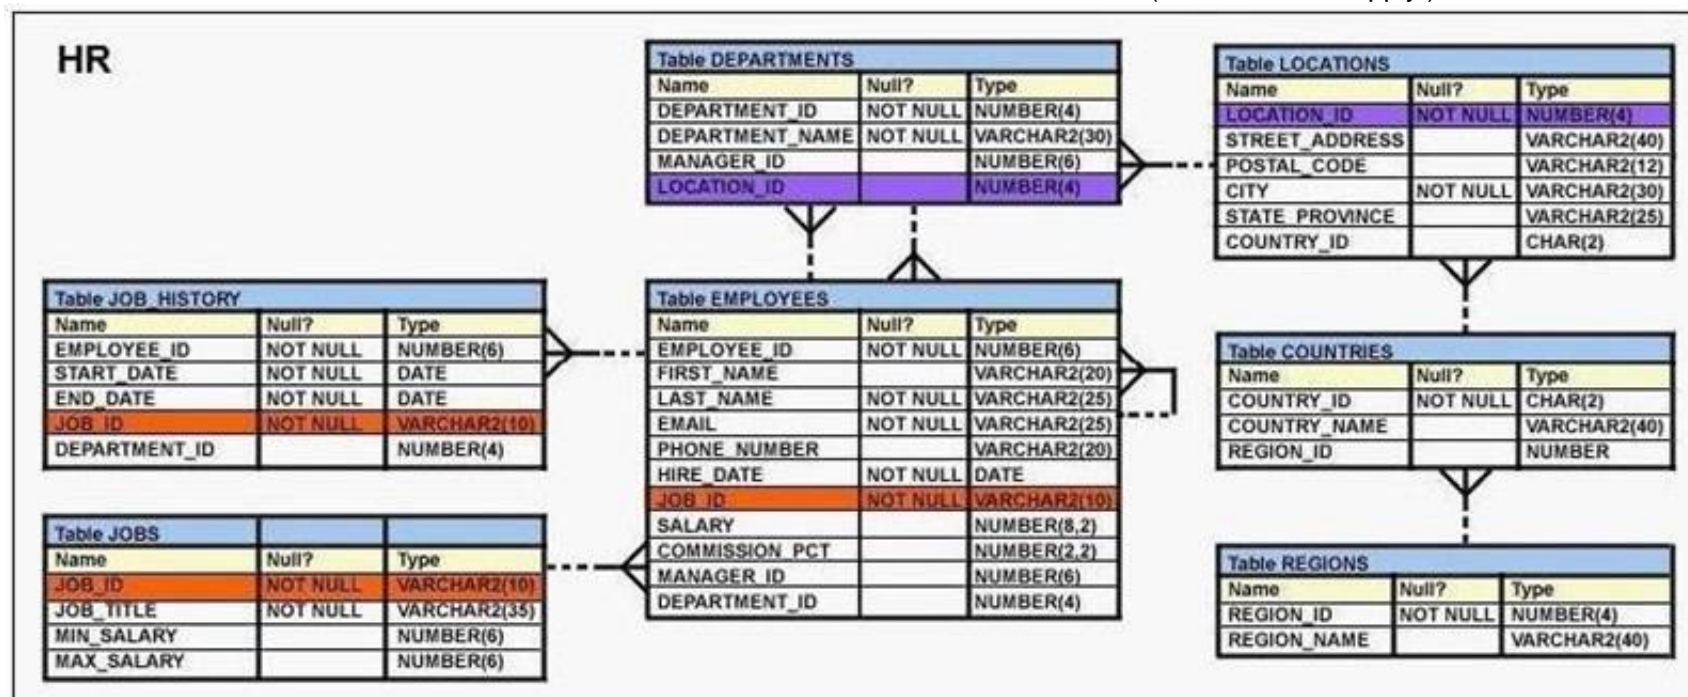 HR
Table DEPARTMENTS
Name Null? Type
DEPARTMENT_ID NOT NULL NUMBER(4)
DEPARTMENT_NAME NOT NULL VARCHAR2(30)
MANAGER_ID NUMBER(6)
LOCATION_ID NUMBER(4)
Table LOCATIONS
Name Null? Type
LOCATION_ID NOT NULL NUMBER(4)
STREET_ADDRESS VARCHAR2(40)
POSTAL_CODE VARCHAR2(12)
CITY NOT NULL VARCHAR2(30)
STATE_PROVINCE VARCHAR2(25)
COUNTRY_ID CHAR(2)
Table JOB_HISTORY
Name Null? Type
EMPLOYEE_ID NOT NULL NUMBER(6)
START_DATE NOT NULL DATE
END_DATE NOT NULL DATE
JOB_ID NOT NULL VARCHAR2(10)
DEPARTMENT_ID NUMBER(4)
Table EMPLOYEES
Name Null? Type
EMPLOYEE_ID NOT NULL NUMBER(6)
FIRST_NAME VARCHAR2(20)
LAST_NAME NOT NULL VARCHAR2(25)
EMAIL NOT NULL VARCHAR2(25)
PHONE_NUMBER VARCHAR2(20)
HIRE_DATE NOT NULL DATE
JOB_ID NOT NULL VARCHAR2(10)
SALARY NUMBER(8,2)
COMMISSION_PCT NUMBER(2,2)
MANAGER_ID NUMBER(6)
DEPARTMENT_ID NUMBER(4)
Table COUNTRIES
Name Null? Type
COUNTRY_ID NOT NULL CHAR(2)
COUNTRY_NAME VARCHAR2(40)
REGION_ID NUMBER
Table JOBS
Name Null? Type
JOB_ID NOT NULL VARCHAR2(10)
JOB_TITLE NOT NULL VARCHAR2(35)
MIN_SALARY NUMBER(6)
MAX_SALARY NUMBER(6)
Table REGIONS
Name Null? Type
REGION_ID NOT NULL NUMBER(4)
REGION_NAME VARCHAR2(40)